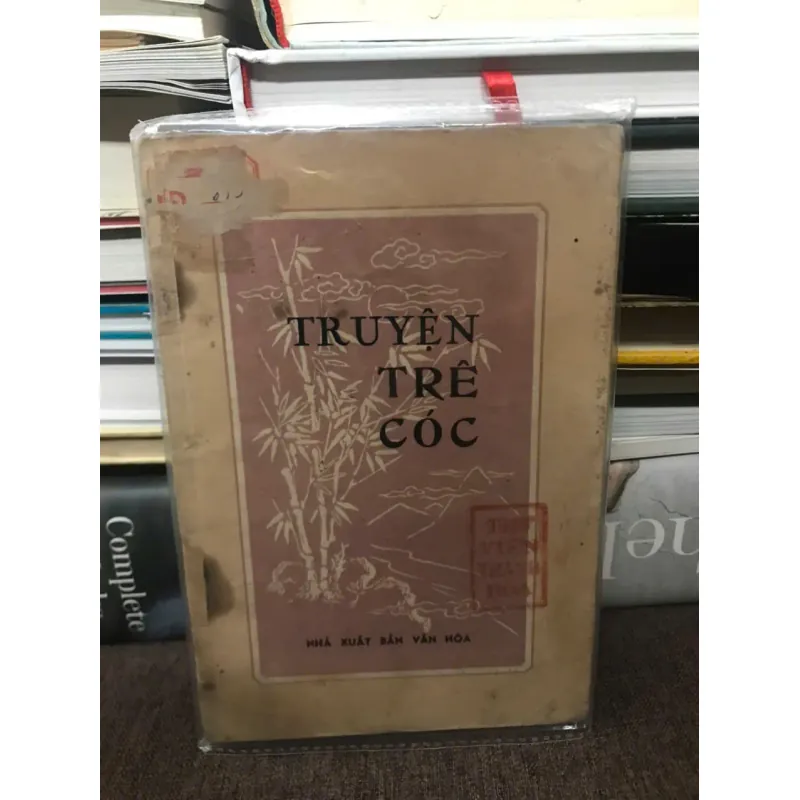 TRUYỆN
TRÊ
CÓC
NHÀ XUẤT BẢN VĂN HÓA
Complete